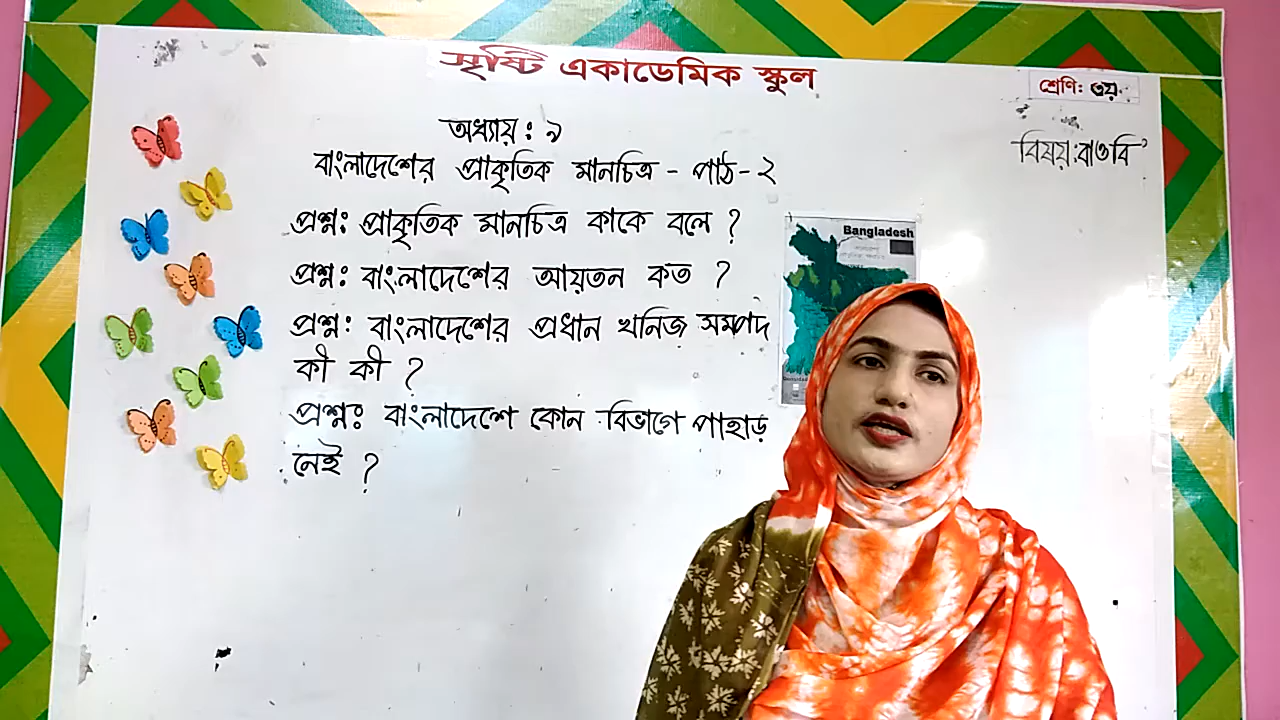 সৃষ্টি একাডেমিক স্কুল
শ্রেণি: ৩য়
বিষয়: বাওবি
অধ্যায়: ৯
বাংলাদেশের প্রাকৃতিক মানচিত্র - পাঠ - ২
প্রশ্ন: প্রাকৃতিক মানচিত্র কাকে বলে ?
প্রশ্ন: বাংলাদেশের আয়তন কত ?
প্রশ্ন: বাংলাদেশের প্রধান খনিজ সম্পদ
কী কী ?
প্রশ্ন: বাংলাদেশে কোন বিভাগে পাহাড়
নেই ?
Bangladesh